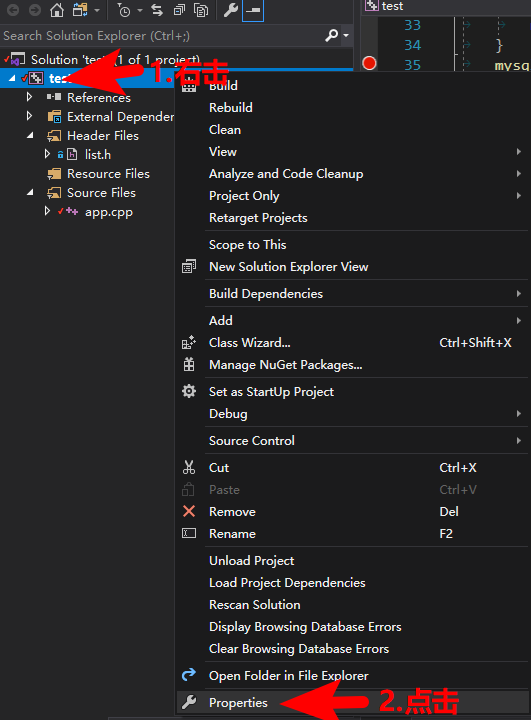 test
Search Solution Explorer (Ctrl+;)
33
34 }
35 mysq
Solution 'test' (1 of 1 project)
test
1.右击
References
External Depender
Header Files
list.h
Resource Files
Source Files
app.cpp
Build
Rebuild
Clean
View
Analyze and Code Cleanup
Project Only
Retarget Projects
Scope to This
New Solution Explorer View
Build Dependencies
Add
Class Wizard... Ctrl+Shift+X
Manage NuGet Packages...
Set as StartUp Project
Debug
Source Control
Cut Ctrl+X
Paste Ctrl+V
Remove Del
Rename F2
Unload Project
Load Project Dependencies
Rescan Solution
Display Browsing Database Errors
Clear Browsing Database Errors
Open Folder in File Explorer
Properties
2.点击